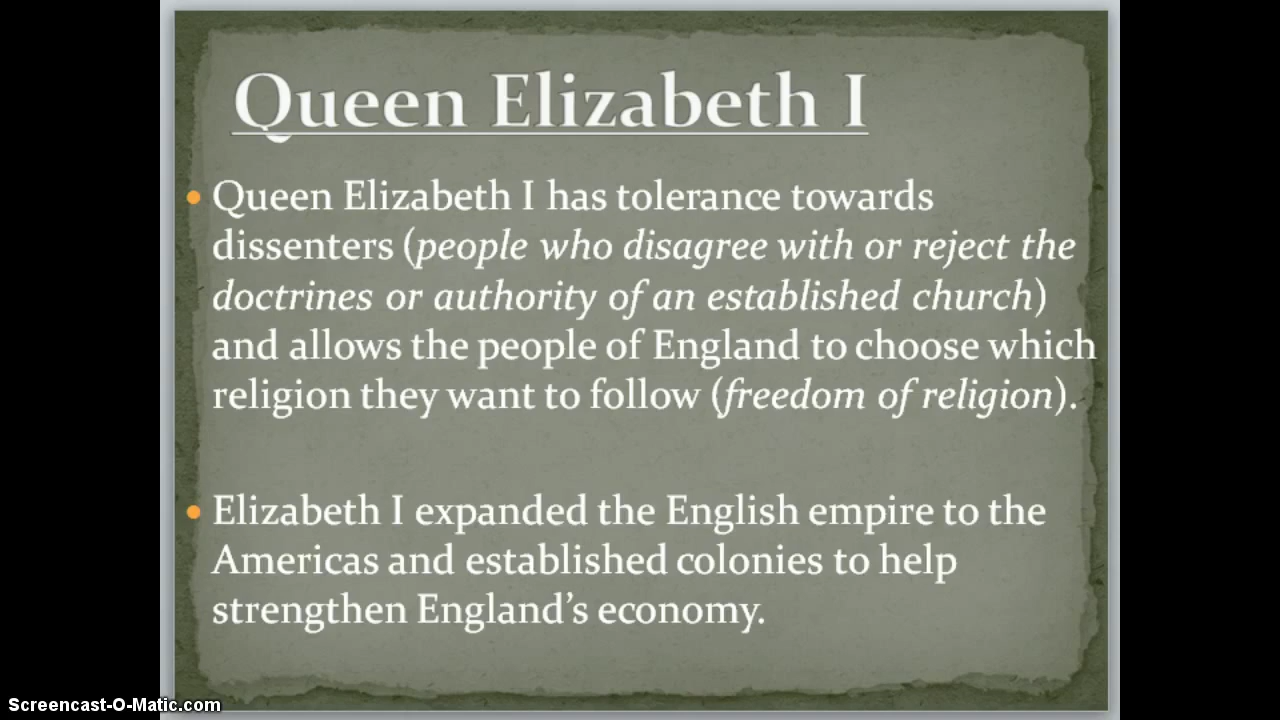 Queen Elizabeth I
• Queen Elizabeth I has tolerance towards
dissenters (people who disagree with or reject the
doctrines or authority of an established church)
and allows the people of England to choose which
religion they want to follow (freedom of religion).
• Elizabeth I expanded the English empire to the
Americas and established colonies to help
strengthen England’s economy.
Screencast-O-Matic.com